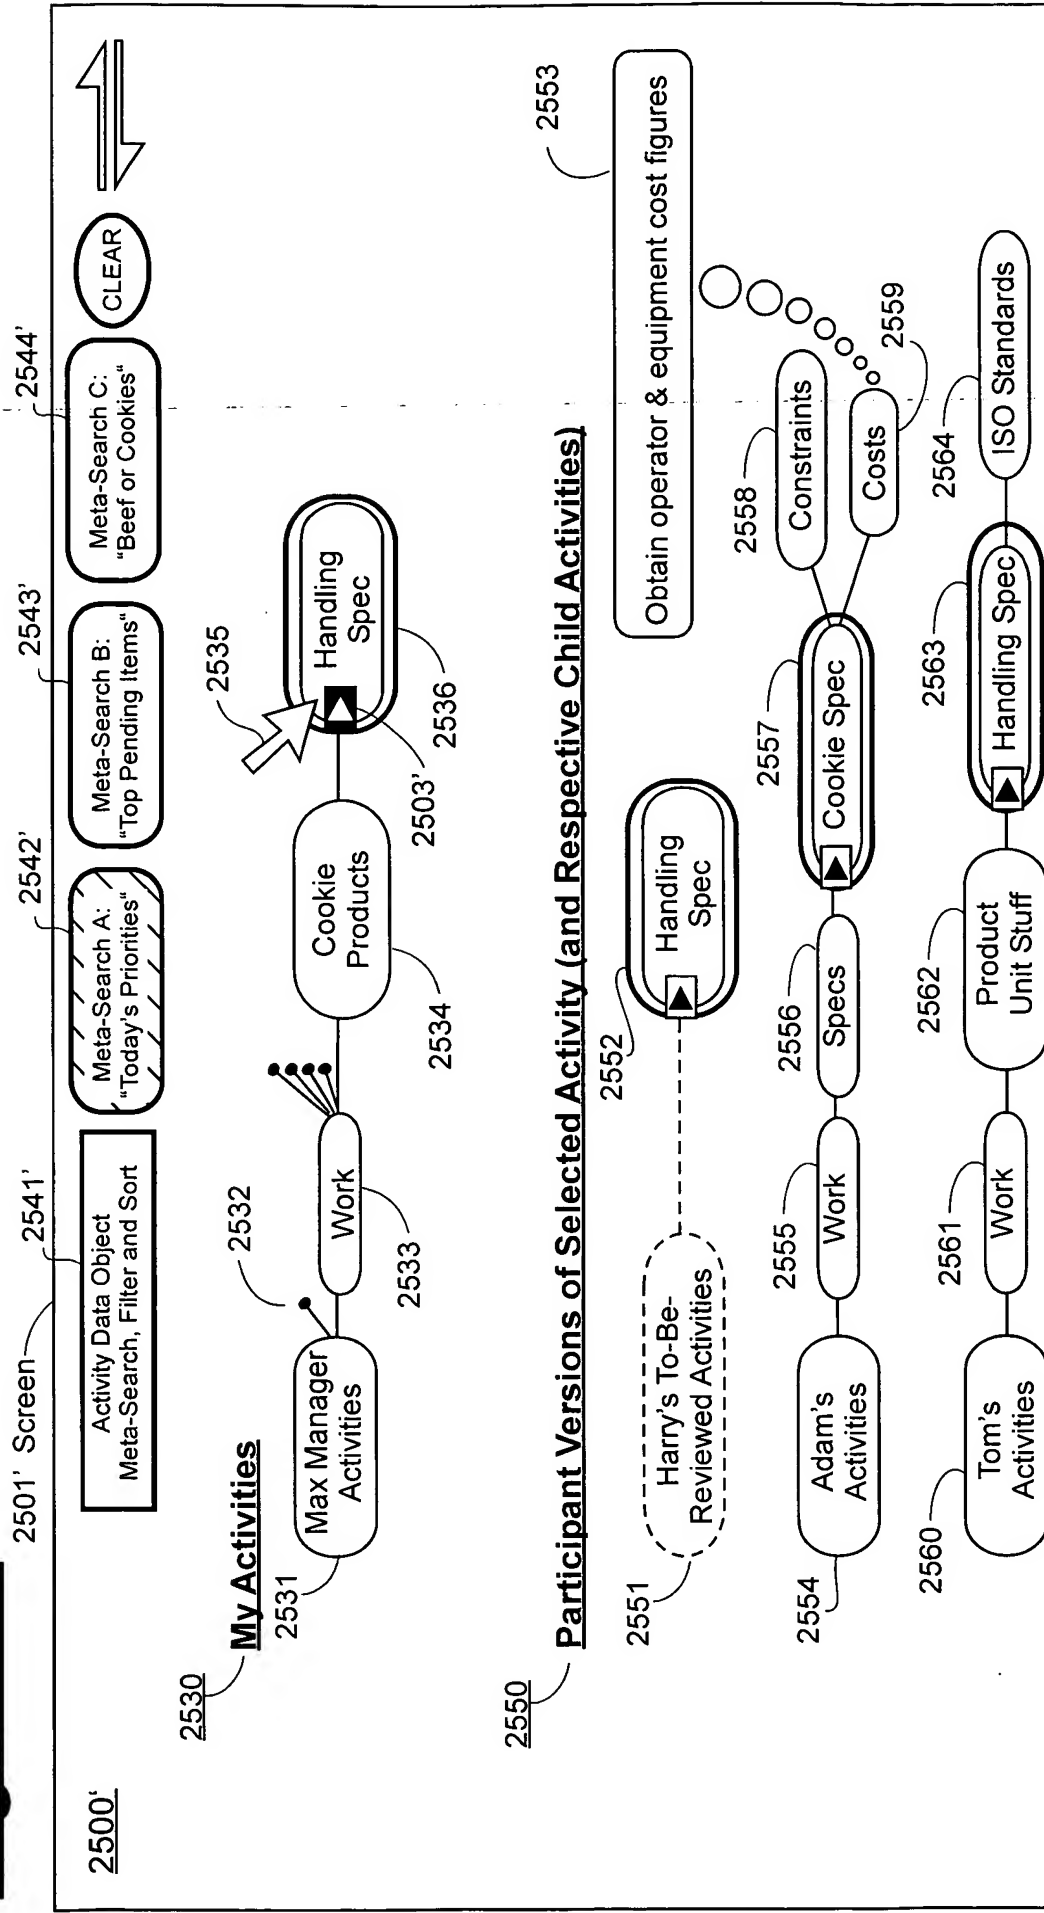 2500‘
2501’ Screen
2541’
2542’
2543’
2544’
Activity Data Object
Meta-Search, Filter and Sort
Meta-Search A:
“Today's Priorities“
Meta-Search B:
“Top Pending Items“
Meta-Search C:
“Beef or Cookies“
CLEAR
2530
My Activities
2531
Max Manager
Activities
2532
Work
2533
Cookie
Products
2534
2535
Handling
Spec
2503’
2536
2550
Participant Versions of Selected Activity (and Respective Child Activities)
2551
Harry's To-Be-
Reviewed Activities
2552
Handling
Spec
2553
Obtain operator & equipment cost figures
2554
Adam's
Activities
2555
Work
2556
Specs
2557
Cookie Spec
2558
Constraints
2559
Costs
2560
Tom's
Activities
2561
Work
2562
Product
Unit Stuff
2563
Handling Spec
2564
ISO Standards